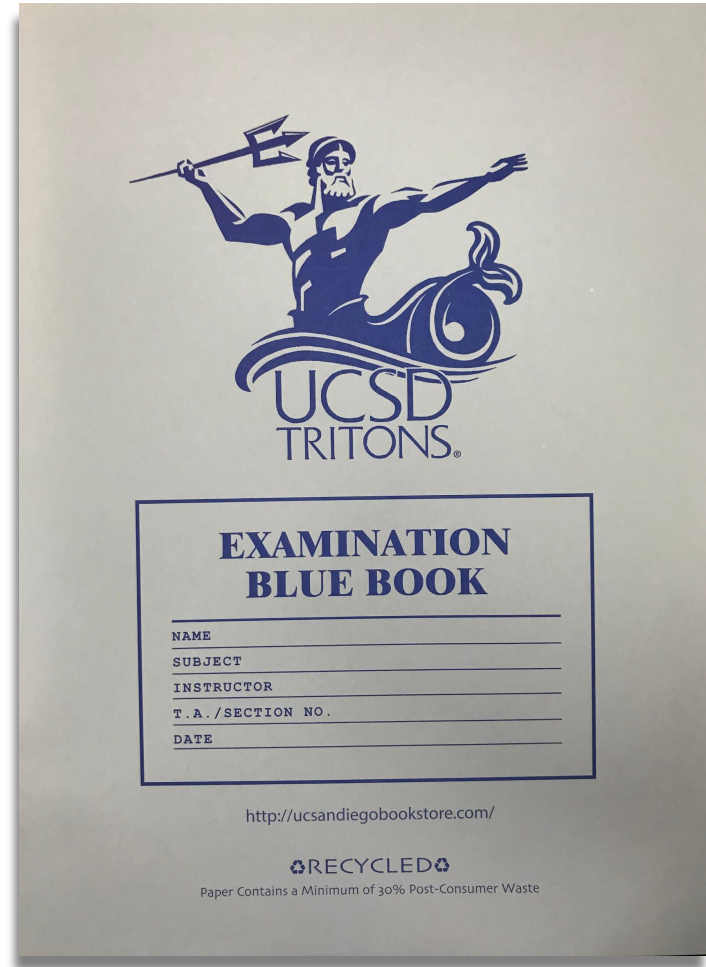 UCSD
TRITONS®
EXAMINATION
BLUE BOOK
NAME
SUBJECT
INSTRUCTOR
T.A./SECTION NO.
DATE
http://ucsandiegobookstore.com/
♻RECYCLED♻
Paper Contains a Minimum of 30% Post-Consumer Waste